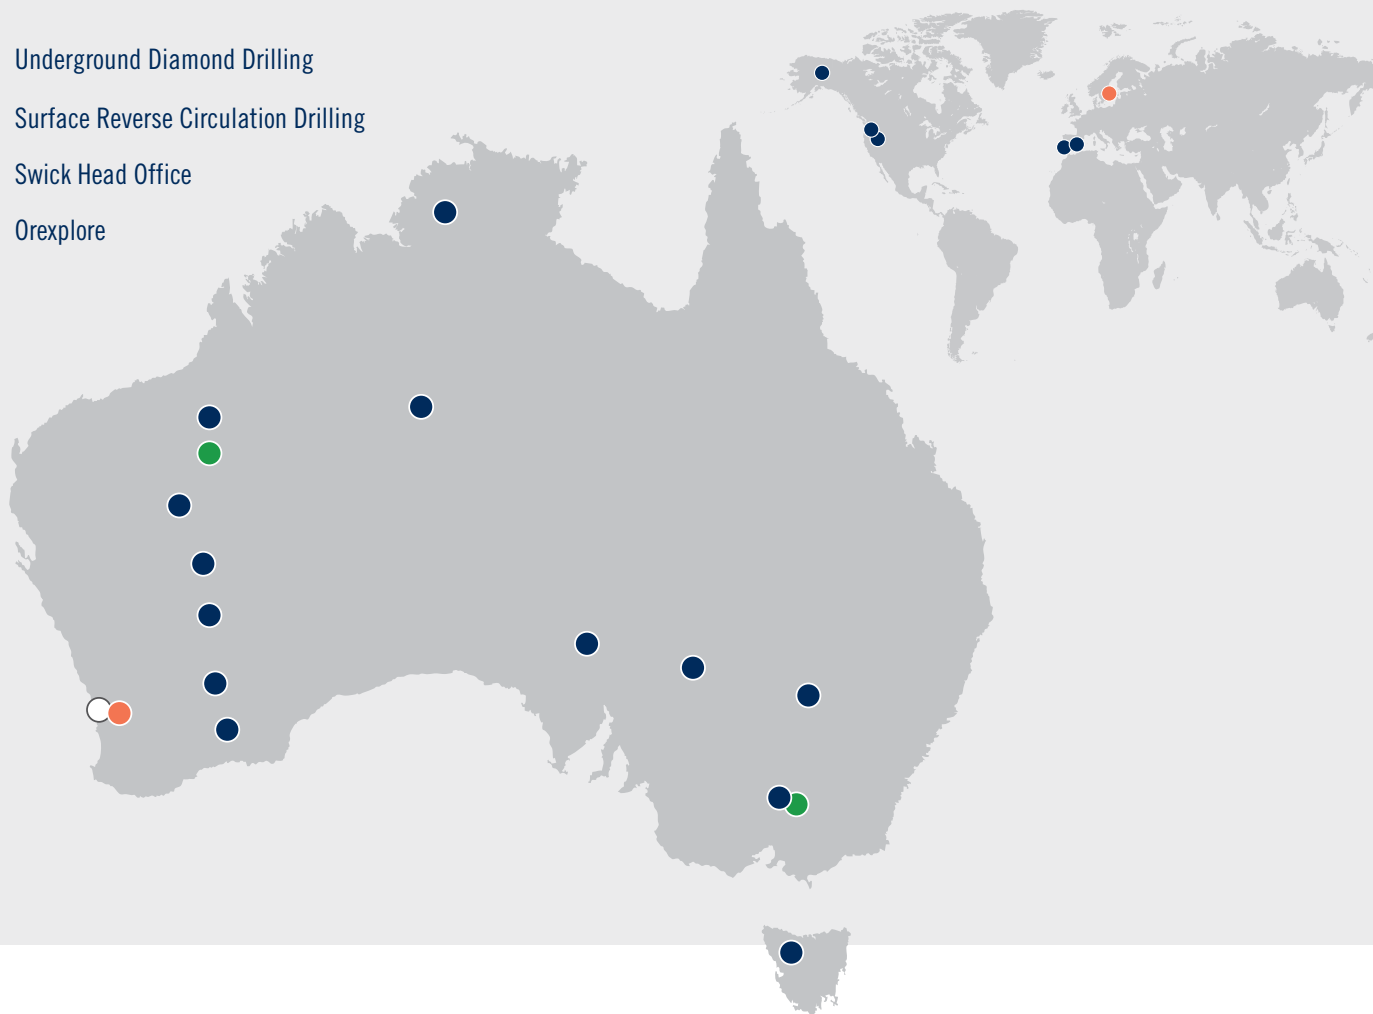 Underground Diamond Drilling
Surface Reverse Circulation Drilling
Swick Head Office
Orexplore